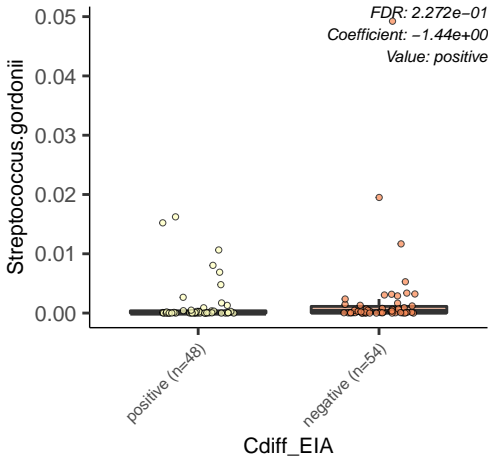 FDR: 2.272e−01
Coefficient: −1.44e+00
Value: positive
0.05
0.04
0.03
0.02
0.01
0.00
Streptococcus.gordonii
positive (n=48)
negative (n=54)
Cdiff_EIA